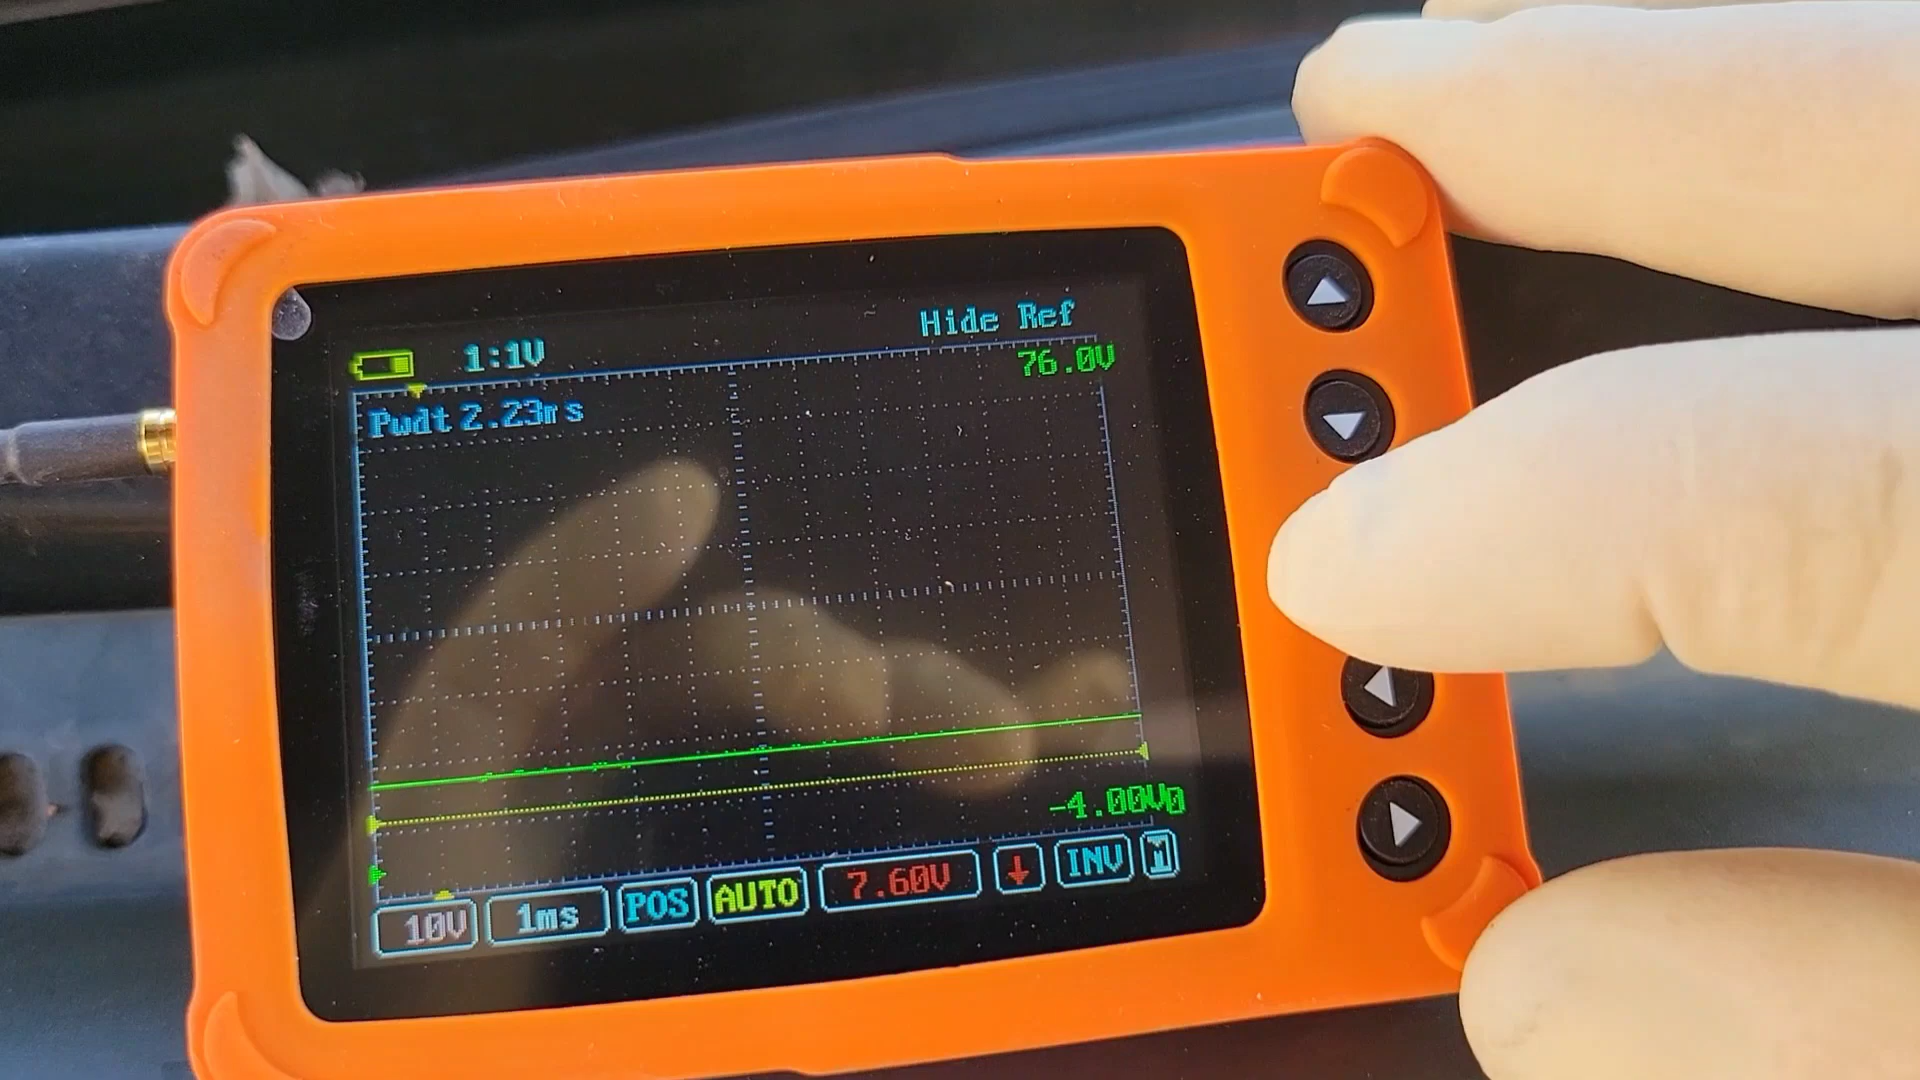 1:1V
Hide Ref
76.0V
Pwdt 2.23ms
-4.00V
10V 1ms POS AUTO 7.60V ↓ INV